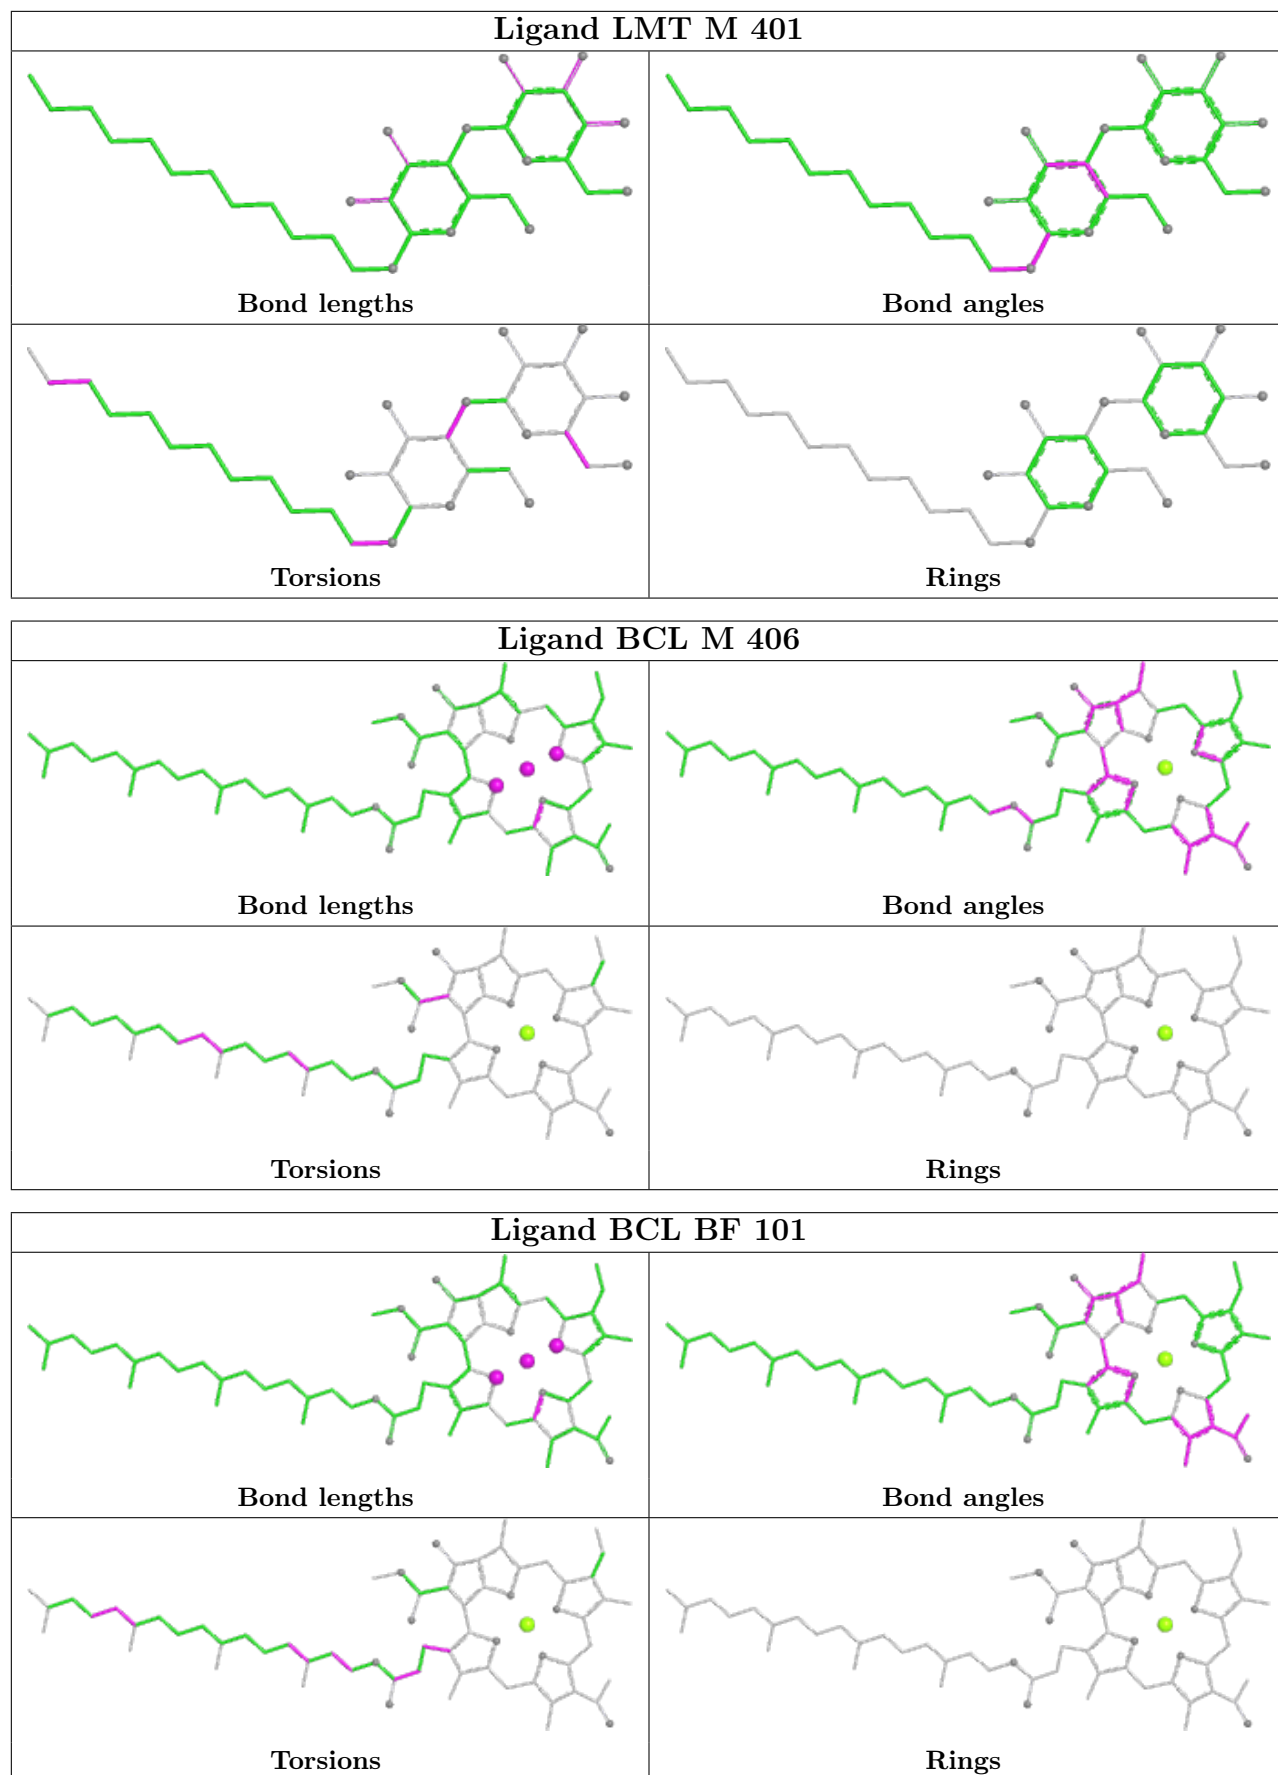 Ligand LMT M 401
Bond lengths
Bond angles
Torsions
Rings
Ligand BCL M 406
Bond lengths
Bond angles
Torsions
Rings
Ligand BCL BF 101
Bond lengths
Bond angles
Torsions
Rings